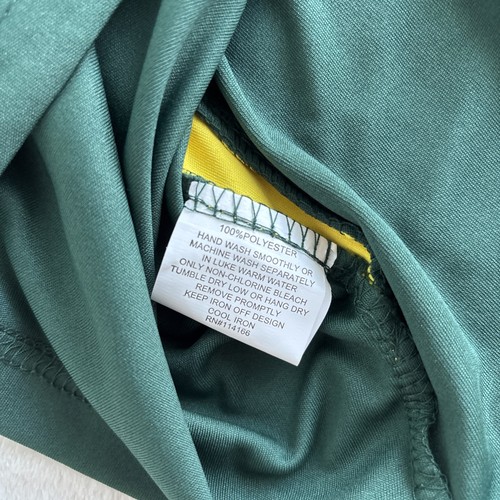 100%POLYESTER
HAND WASH SMOOTHLY OR
MACHINE WASH SEPARATELY
IN LUKE WARM WATER
ONLY NON-CHLORINE BLEACH
TUMBLE DRY LOW OR HANG DRY
REMOVE PROMPTLY
KEEP IRON OFF DESIGN
COOL IRON
RN#114166